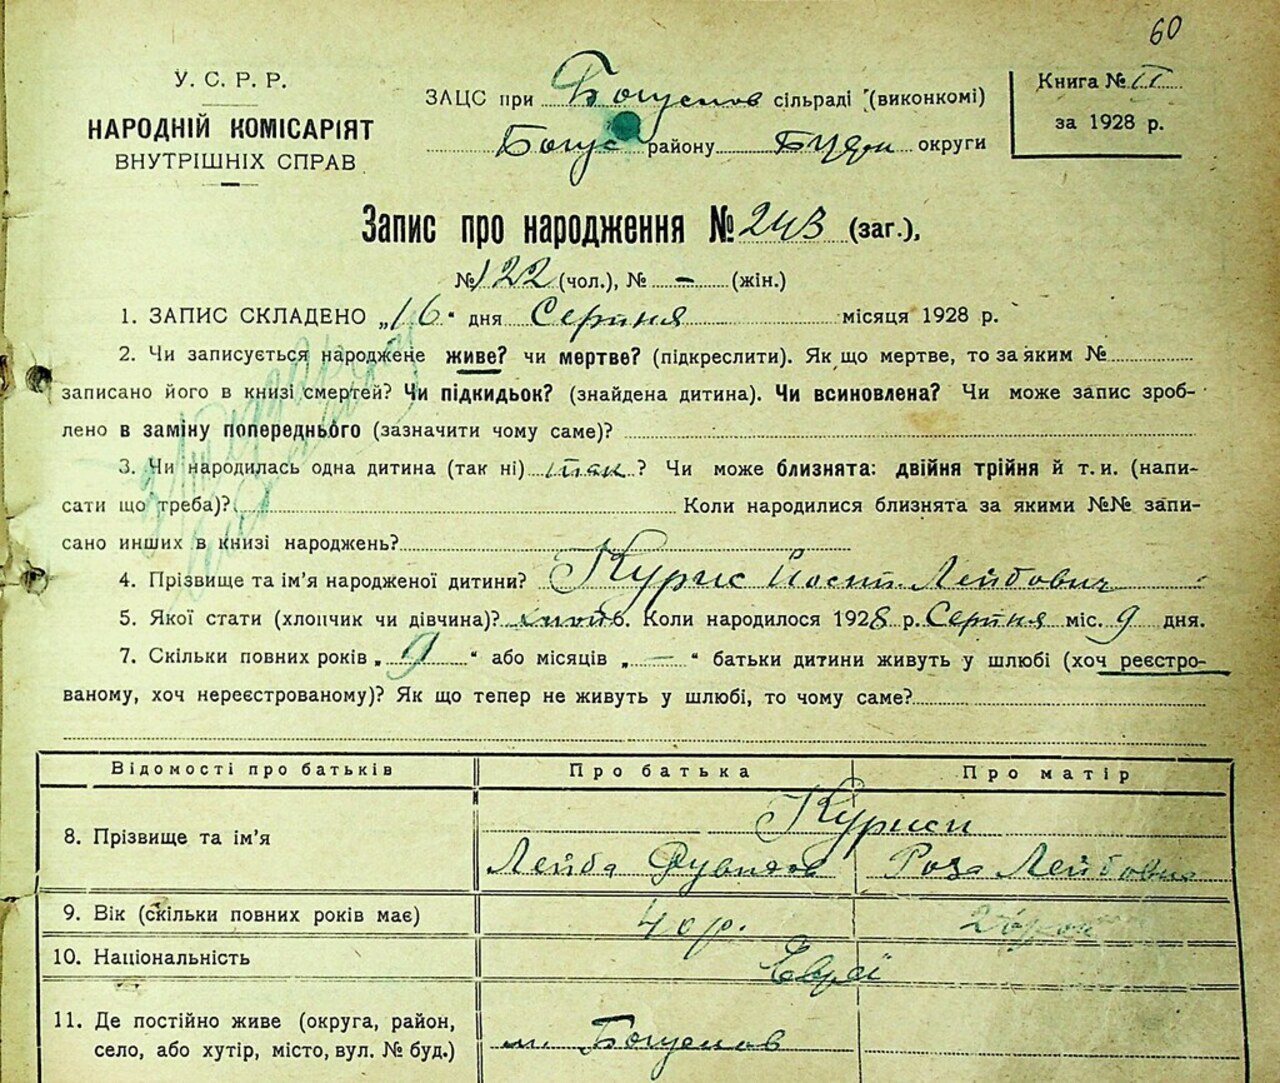 60
У. С. Р. Р.
НАРОДНІЙ КОМІСАРІЯТ
ВНУТРІШНІХ СПРАВ
ЗАЦС при сільраді (виконкомі)
Богус району округи
Книга № II
за 1928 р.
Запис про народження № 243 (заг.),
№ 122 (чол.), № – (жін.)
1. ЗАПИС СКЛАДЕНО „16“ дня Серпня місяця 1928 р.
2. Чи записується народжене живе? чи мертве? (підкреслити). Як що мертве, то за яким №
записано його в книзі смертей? Чи підкидьок? (знайдена дитина). Чи всиновлена? Чи може запис зроб-
лено в заміну попереднього (зазначити чому саме)?
3. Чи народилась одна дитина (так ні) так? Чи може близнята: двійня трійня й т. и. (напи-
сати що треба)? Коли народилися близнята за якими №№ запи-
сано инших в книзі народжень?
4. Прізвище та ім’я народженої дитини? Курис Иосип Лейбович
5. Якої стати (хлопчик чи дівчина)? Коли народилося 1928 р. Серпня міс. 9 дня.
7. Скільки повних років „9“ або місяців „—“ батьки дитини живуть у шлюбі (хоч реєстро-
ваному, хоч нереєстрованому)? Як що тепер не живуть у шлюбі, то чому саме?
Відомості про батьків Про батька Про матір
8. Прізвище та ім’я Куриси
Лейба Роза Лейбовна
9. Вік (скільки повних років має) 40 р.
10. Національність Євреї
11. Де постійно живе (округа, район,
село, або хутір, місто, вул. № буд.) м. Богуслав